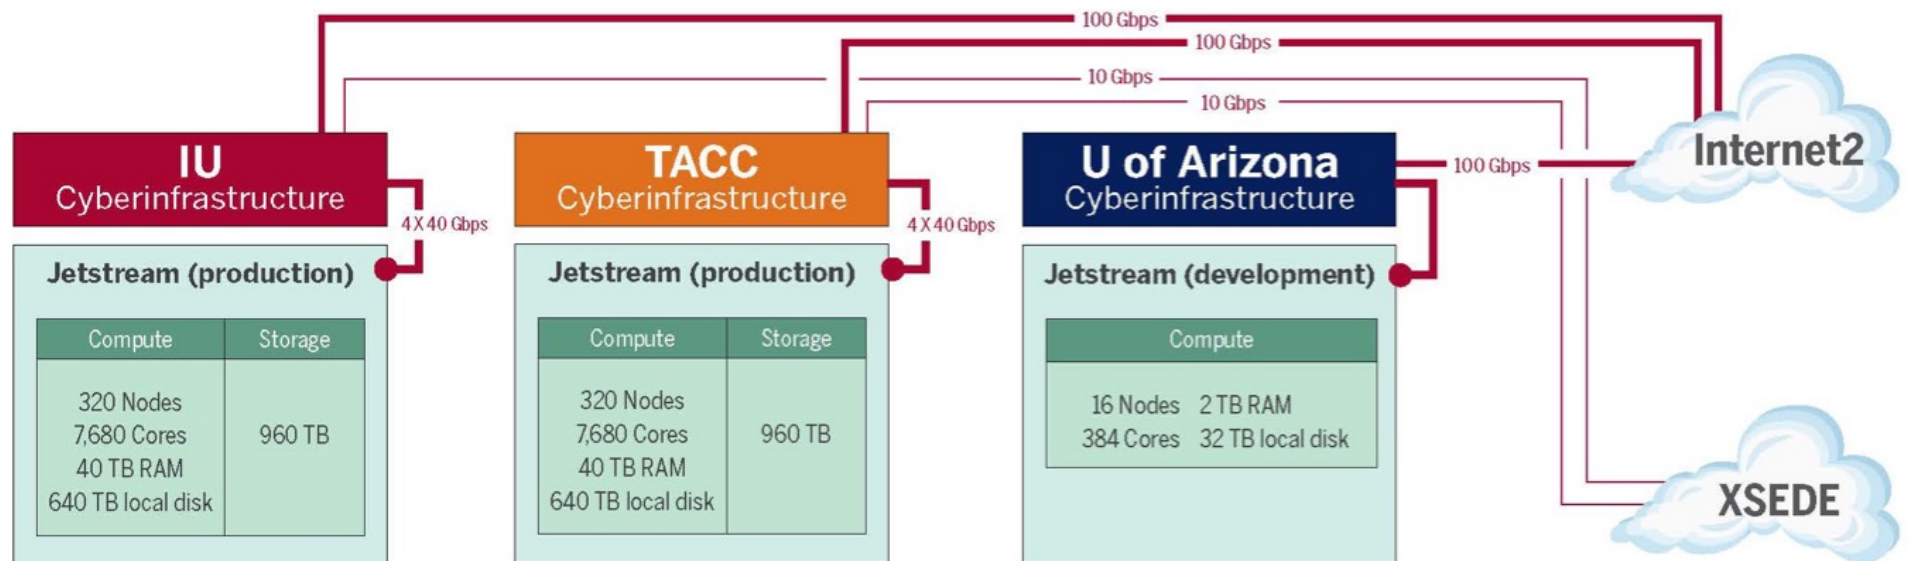 100 Gbps
100 Gbps
10 Gbps
10 Gbps
IU
Cyberinfrastructure
4 X 40 Gbps
Jetstream (production)
Compute
Storage
320 Nodes
7,680 Cores
40 TB RAM
640 TB local disk
960 TB
TACC
Cyberinfrastructure
4 X 40 Gbps
Jetstream (production)
Compute
Storage
320 Nodes
7,680 Cores
40 TB RAM
640 TB local disk
960 TB
U of Arizona
Cyberinfrastructure
100 Gbps
Jetstream (development)
Compute
16 Nodes 2 TB RAM
384 Cores 32 TB local disk
Internet2
XSEDE